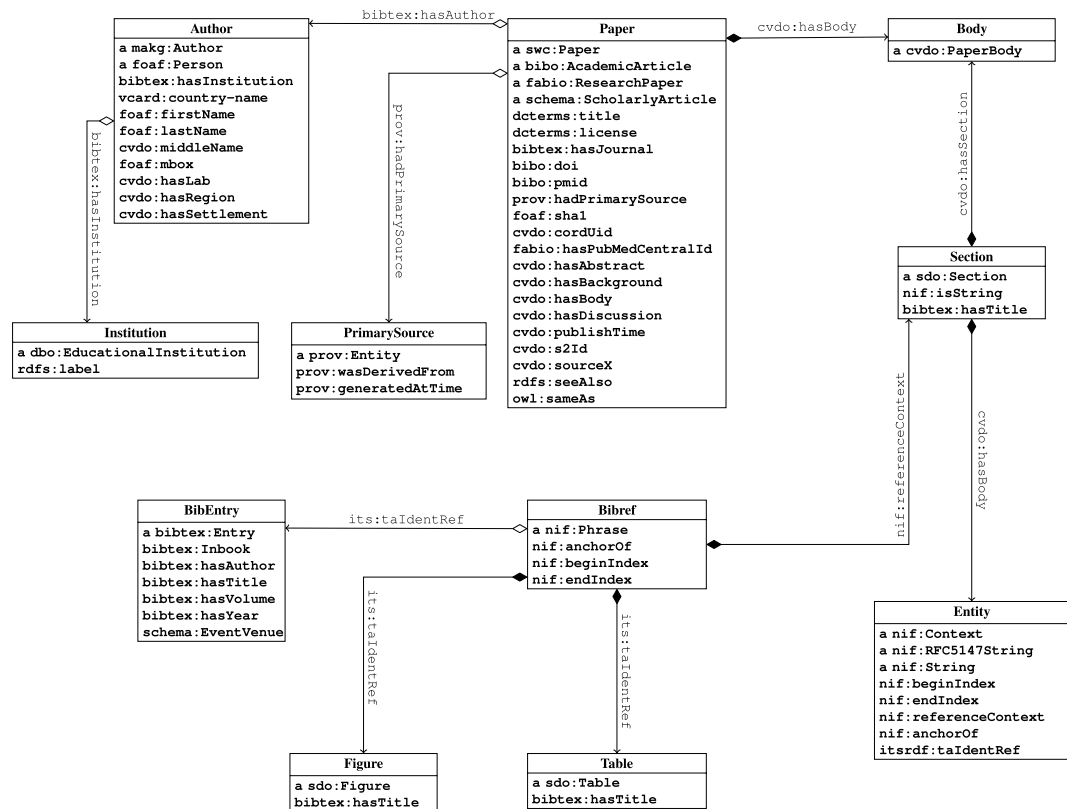 Author
a makg:Author
a foaf:Person
bibtex:hasInstitution
vcard:country-name
foaf:firstName
foaf:lastName
cvdo:middleName
foaf:mbox
cvdo:hasLab
cvdo:hasRegion
cvdo:hasSettlement
bibtex:hasAuthor
Paper
a swc:Paper
a bibo:AcademicArticle
a fabio:ResearchPaper
a schema:ScholarlyArticle
dcterms:title
dcterms:license
bibtex:hasJournal
bibo:doi
bibo:pmid
prov:hadPrimarySource
foaf:sha1
cvdo:cordUid
fabio:hasPubMedCentralId
cvdo:hasAbstract
cvdo:hasBackground
cvdo:hasBody
cvdo:hasDiscussion
cvdo:publishTime
cvdo:s2Id
cvdo:sourceX
rdfs:seeAlso
owl:sameAs
cvdo:hasBody
Body
a cvdo:PaperBody
bibtex:hasInstitution
prov:hadPrimarySource
cvdo:hasSection
Section
a sdo:Section
nif:isString
bibtex:hasTitle
Institution
a dbo:EducationalInstitution
rdfs:label
PrimarySource
a prov:Entity
prov:wasDerivedFrom
prov:generatedAtTime
nif:referenceContext
cvdo:hasBody
BibEntry
a bibtex:Entry
bibtex:Inbook
bibtex:hasAuthor
bibtex:hasTitle
bibtex:hasVolume
bibtex:hasYear
schema:EventVenue
its:taIdentRef
Bibref
a nif:Phrase
nif:anchorOf
nif:beginIndex
nif:endIndex
its:taIdentRef
its:taIdentRef
Entity
a nif:Context
a nif:RFC5147String
a nif:String
nif:beginIndex
nif:endIndex
nif:referenceContext
nif:anchorOf
itsrdf:taIdentRef
Figure
a sdo:Figure
bibtex:hasTitle
Table
a sdo:Table
bibtex:hasTitle